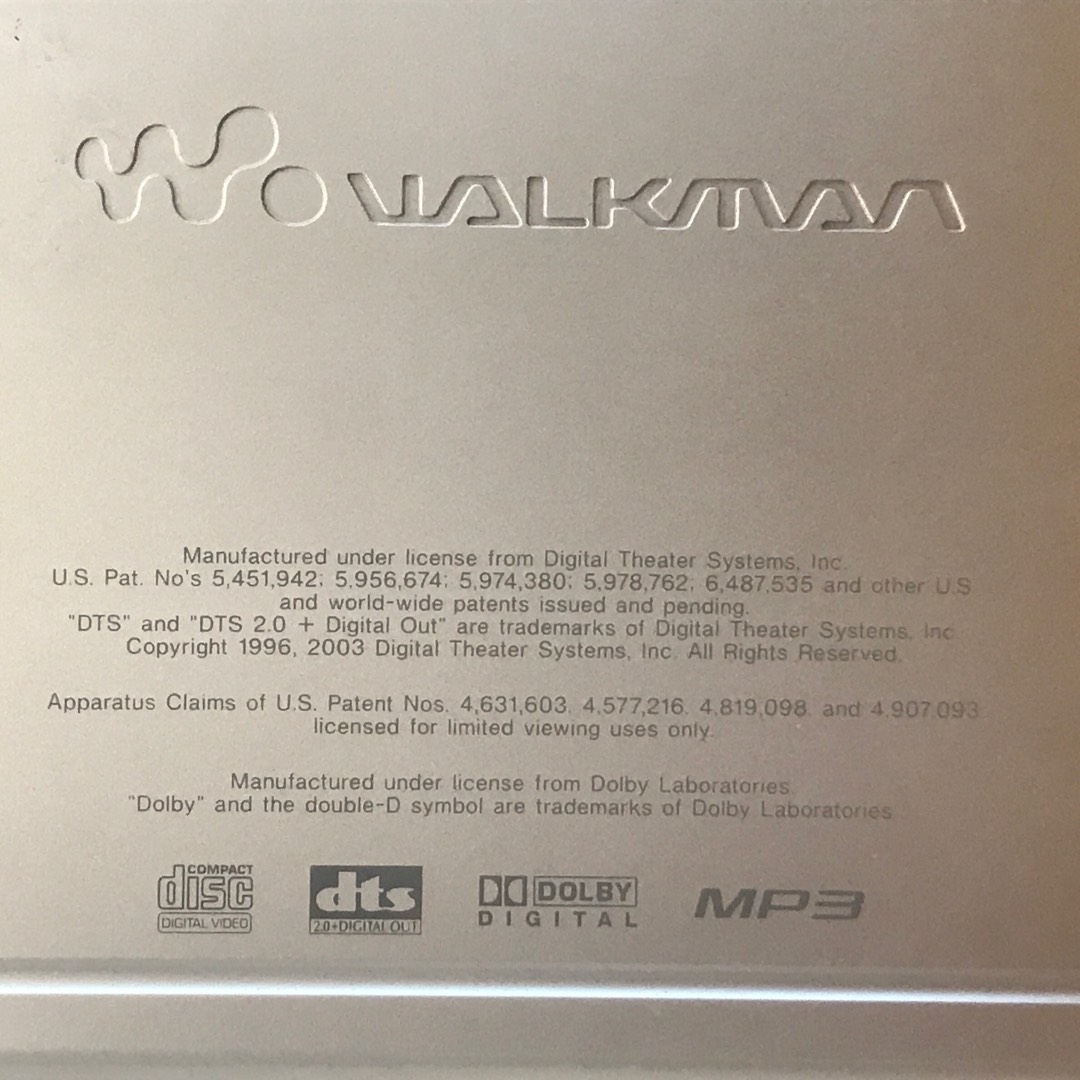 WALKMAN
Manufactured under license from Digital Theater Systems, Inc.
U.S. Pat. No's 5,451,942; 5,956,674; 5,974,380; 5,978,762; 6,487,535 and other U.S
and world-wide patents issued and pending.
"DTS" and "DTS 2.0 + Digital Out" are trademarks of Digital Theater Systems, Inc
Copyright 1996, 2003 Digital Theater Systems, Inc. All Rights Reserved.
Apparatus Claims of U.S. Patent Nos. 4,631,603, 4,577,216, 4,819,098 and 4,907,093
licensed for limited viewing uses only.
Manufactured under license from Dolby Laboratories.
"Dolby" and the double-D symbol are trademarks of Dolby Laboratories
COMPACT
disc
DIGITAL VIDEO
dts
2.0+DIGITAL OUT
DOLBY
DIGITAL
MP3